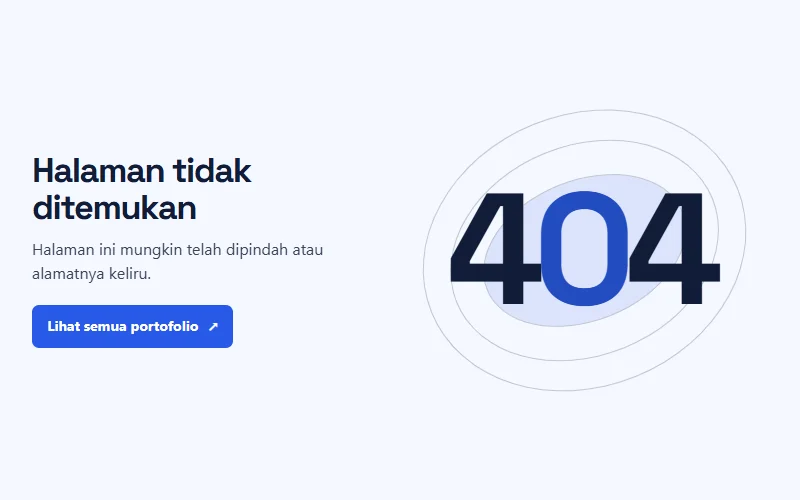 Halaman tidak
ditemukan
Halaman ini mungkin telah dipindah atau
alamatnya keliru.
Lihat semua portofolio ↗
404